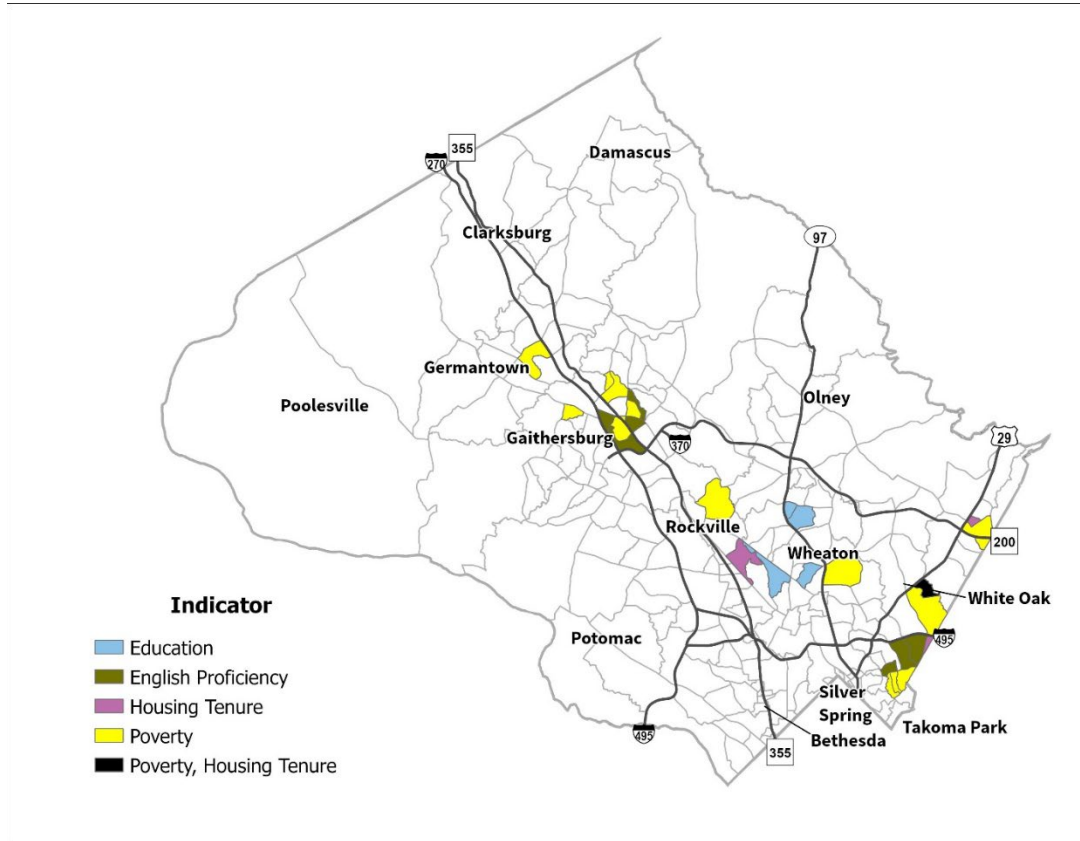 Damascus
355
270
Clarksburg
97
Germantown
Poolesville
Olney
Gaithersburg
370
29
Rockville
200
Wheaton
White Oak
Indicator
Education
English Proficiency
Housing Tenure
Poverty
Poverty, Housing Tenure
Potomac
495
Silver
Spring
Takoma Park
495
Bethesda
355